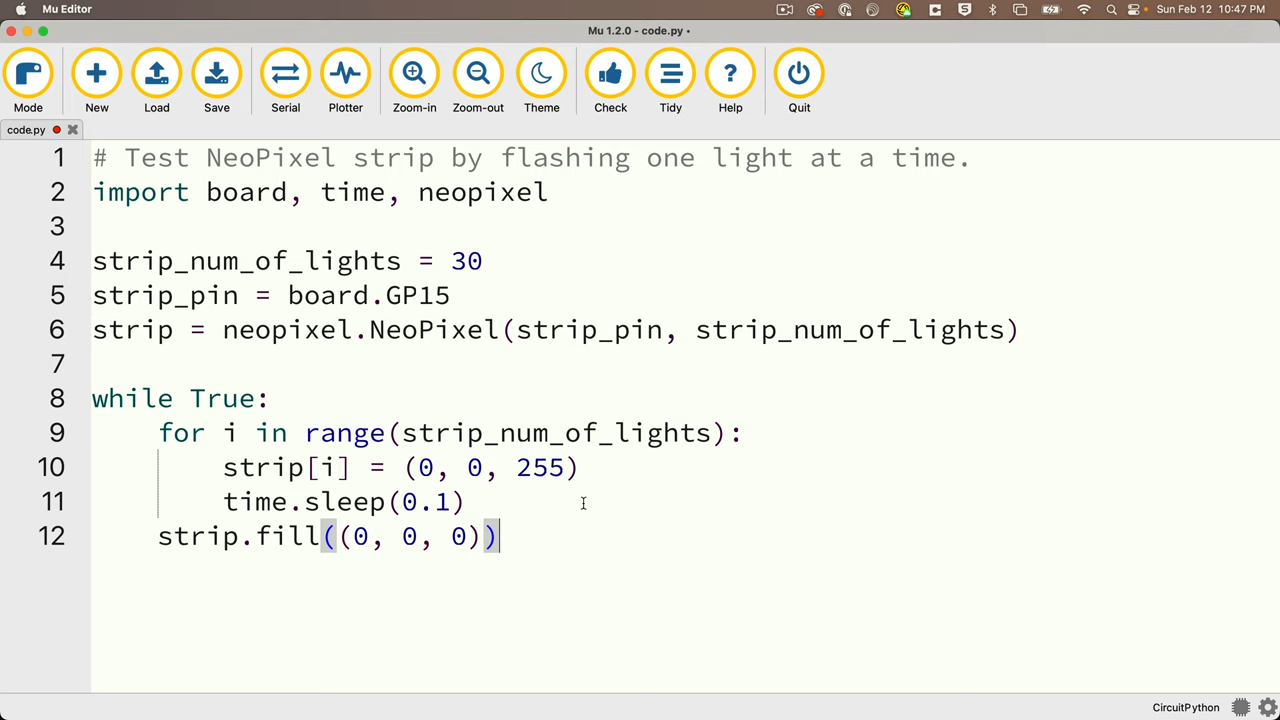 Mu Editor
Sun Feb 12 10:47 PM
Mu 1.2.0 - code.py •
Mode New Load Save Serial Plotter Zoom-in Zoom-out Theme Check Tidy Help Quit
code.py
1 # Test NeoPixel strip by flashing one light at a time.
2 import board, time, neopixel
3
4 strip_num_of_lights = 30
5 strip_pin = board.GP15
6 strip = neopixel.NeoPixel(strip_pin, strip_num_of_lights)
7
8 while True:
9 for i in range(strip_num_of_lights):
10 strip[i] = (0, 0, 255)
11 time.sleep(0.1)
12 strip.fill((0, 0, 0))
CircuitPython